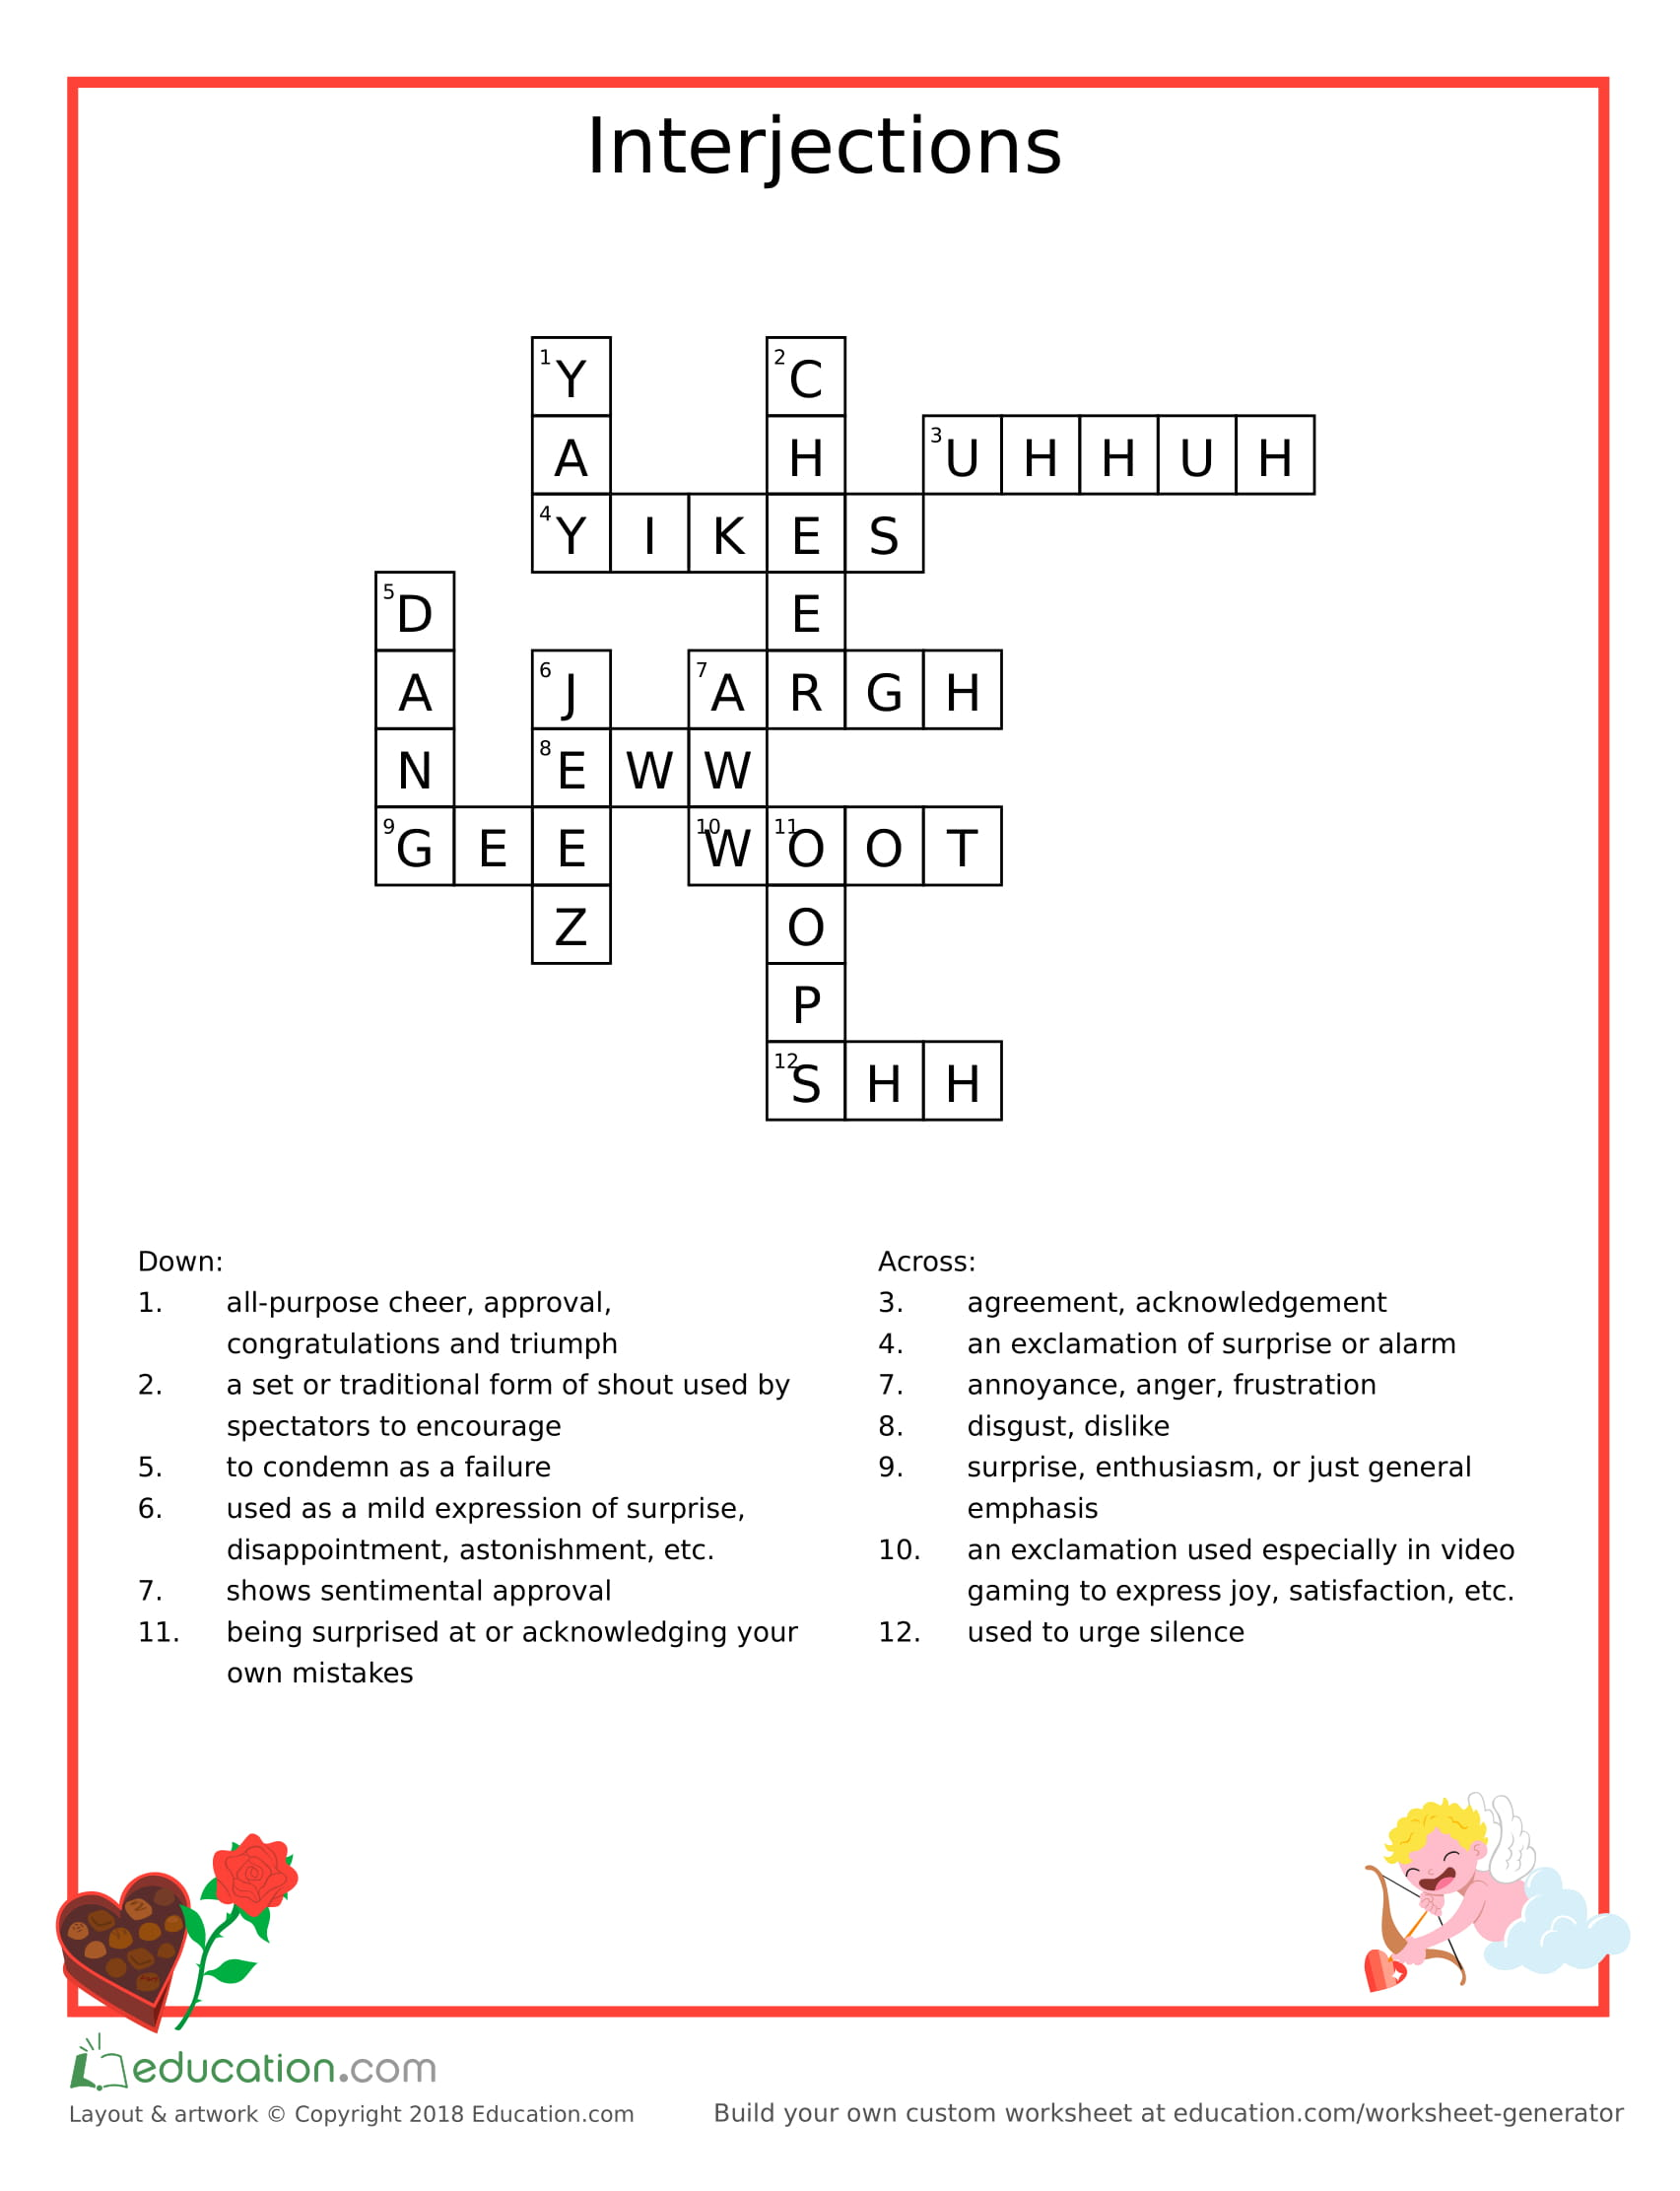 Interjections
1 Y 2 C
A H 3 U H H U H
4 Y I K E S
5 D E
A 6 J 7 A R G H
N 8 E W W
9 G E E 10 W 11 O O T
Z O
P
12 S H H
Down:
1. all-purpose cheer, approval,
congratulations and triumph
2. a set or traditional form of shout used by
spectators to encourage
5. to condemn as a failure
6. used as a mild expression of surprise,
disappointment, astonishment, etc.
7. shows sentimental approval
11. being surprised at or acknowledging your
own mistakes
Across:
3. agreement, acknowledgement
4. an exclamation of surprise or alarm
7. annoyance, anger, frustration
8. disgust, dislike
9. surprise, enthusiasm, or just general
emphasis
10. an exclamation used especially in video
gaming to express joy, satisfaction, etc.
12. used to urge silence
education.com
Layout & artwork © Copyright 2018 Education.com
Build your own custom worksheet at education.com/worksheet-generator